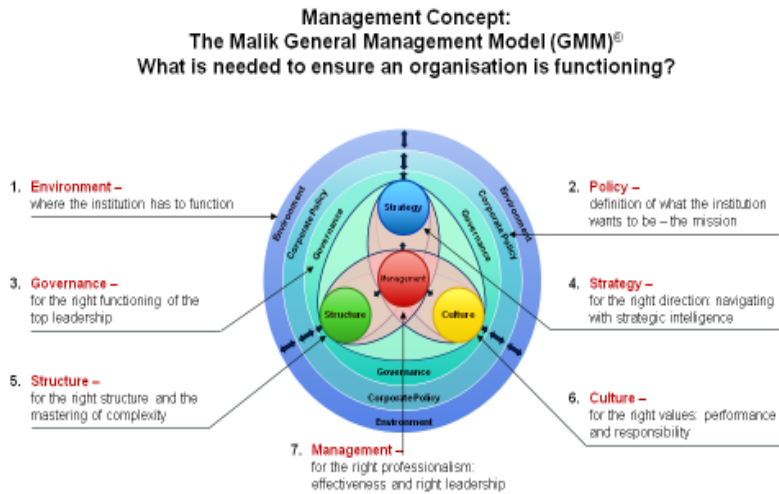 Management Concept:
The Malik General Management Model (GMM)©
What is needed to ensure an organisation is functioning?
1. Environment –
where the institution has to function
2. Policy –
definition of what the institution
wants to be – the mission
3. Governance –
for the right functioning of the
top leadership
4. Strategy –
for the right direction: navigating
with strategic intelligence
5. Structure –
for the right structure and the
mastering of complexity
6. Culture –
for the right values: performance
and responsibility
7. Management –
for the right professionalism:
effectiveness and right leadership
Environment
Corporate Policy
Governance
Strategy
Governance
Corporate Policy
Environment
Management
Structure
Culture
Governance
Corporate Policy
Environment